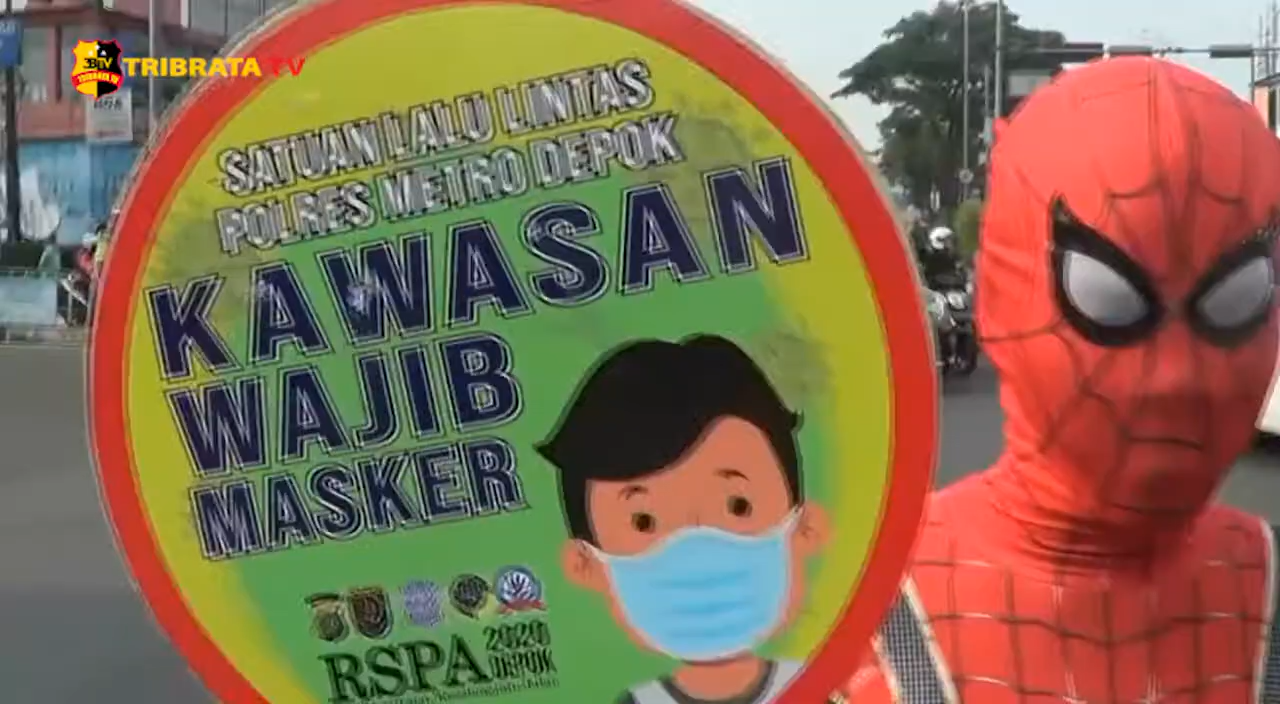 TRIBRATA TV
SATUAN LALU LINTAS
POLRES METRO DEPOK
KAWASAN
WAJIB
MASKER
RSPA 2020
DEPOK